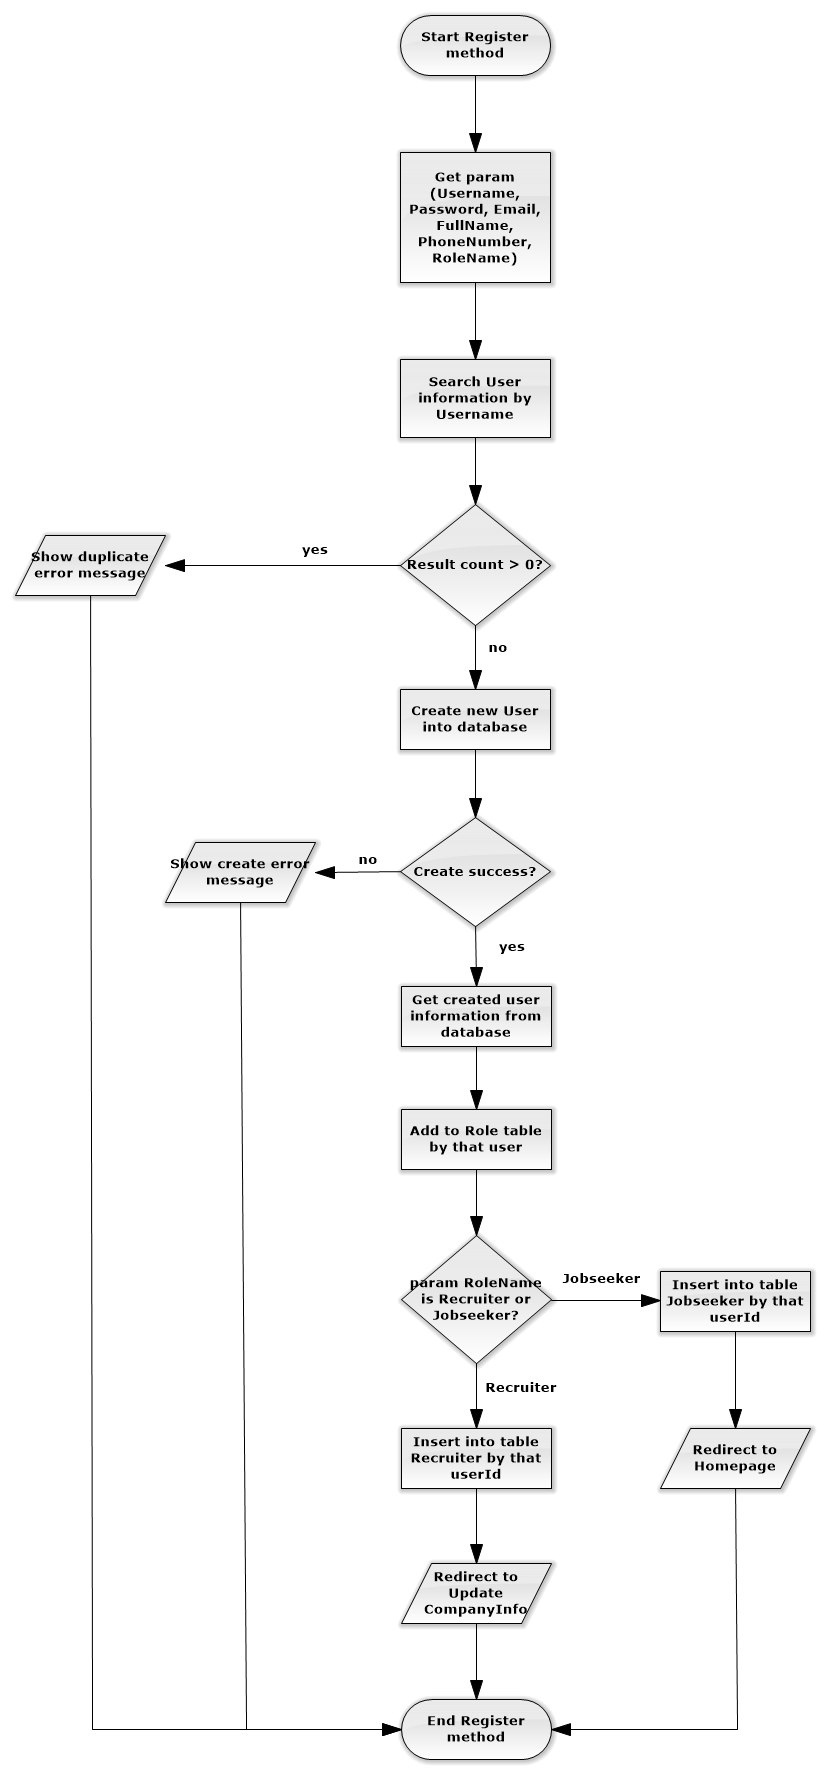 Start Register
method
Get param
(Username,
Password, Email,
FullName,
PhoneNumber,
RoleName)
Search User
information by
Username
Result count > 0?
yes
Show duplicate
error message
no
Create new User
into database
Create success?
no
Show create error
message
yes
Get created user
information from
database
Add to Role table
by that user
param RoleName
is Recruiter or
Jobseeker?
Jobseeker
Insert into table
Jobseeker by that
userId
Recruiter
Insert into table
Recruiter by that
userId
Redirect to
Homepage
Redirect to
Update
CompanyInfo
End Register
method